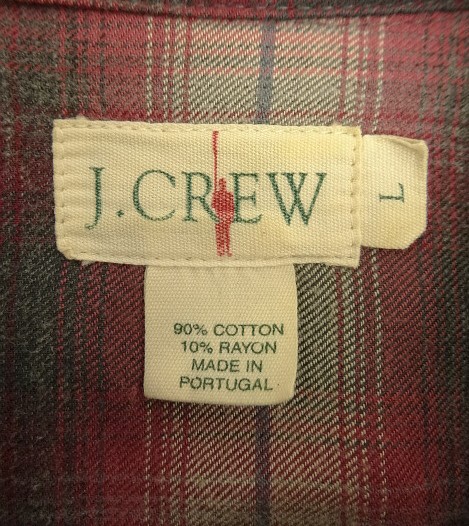 J.CREW
L
90% COTTON
10% RAYON
MADE IN
PORTUGAL